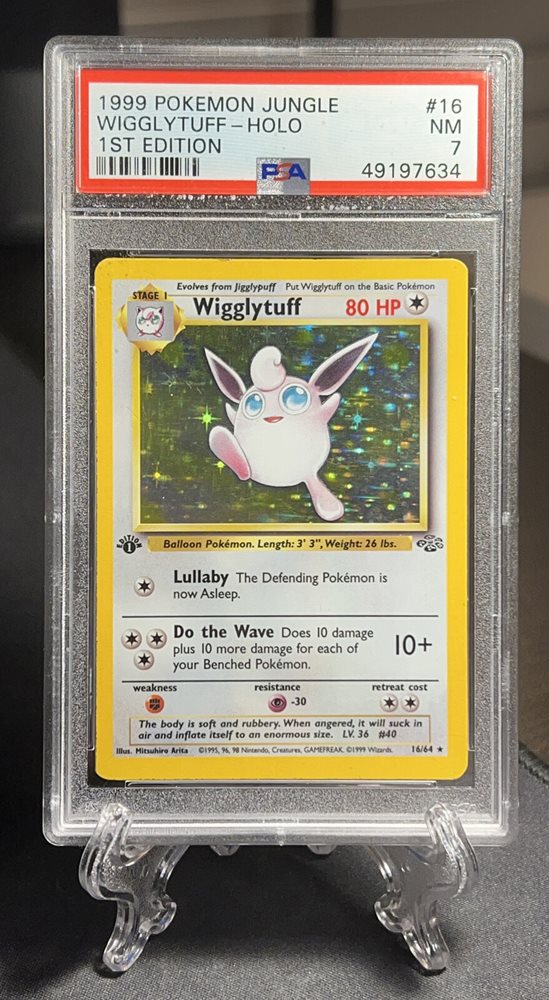 1999 POKEMON JUNGLE #16
WIGGLYTUFF-HOLO NM
1ST EDITION 7
PSA 49197634
Evolves from Jigglypuff Put Wigglytuff on the Basic Pokémon
STAGE 1
Wigglytuff 80 HP
EDITION
1
Balloon Pokémon. Length: 3' 3", Weight: 26 lbs.
Lullaby The Defending Pokémon is
now Asleep.
Do the Wave Does 10 damage
plus 10 more damage for each of
your Benched Pokémon.
10+
weakness resistance retreat cost
-30
The body is soft and rubbery. When angered, it will suck in
air and inflate itself to an enormous size. LV. 36 #40
Illus. Mitsuhiro Arita ©1995, 96, 98 Nintendo, Creatures, GAMEFREAK. ©1999 Wizards. 16/64 ★